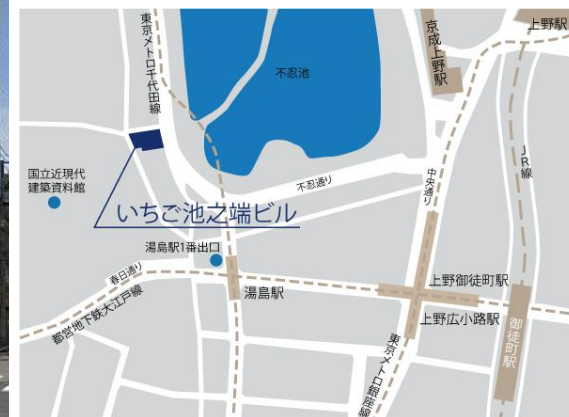 上野駅
京成上野駅
東京メトロ千代田線
不忍池
JR線
国立近現代
建築資料館
中央通り
不忍通り
いちご池之端ビル
湯島駅1番出口
春日通り
上野御徒町駅
都営地下鉄大江戸線
湯島駅
上野広小路駅
御徒町駅
東京メトロ銀座線